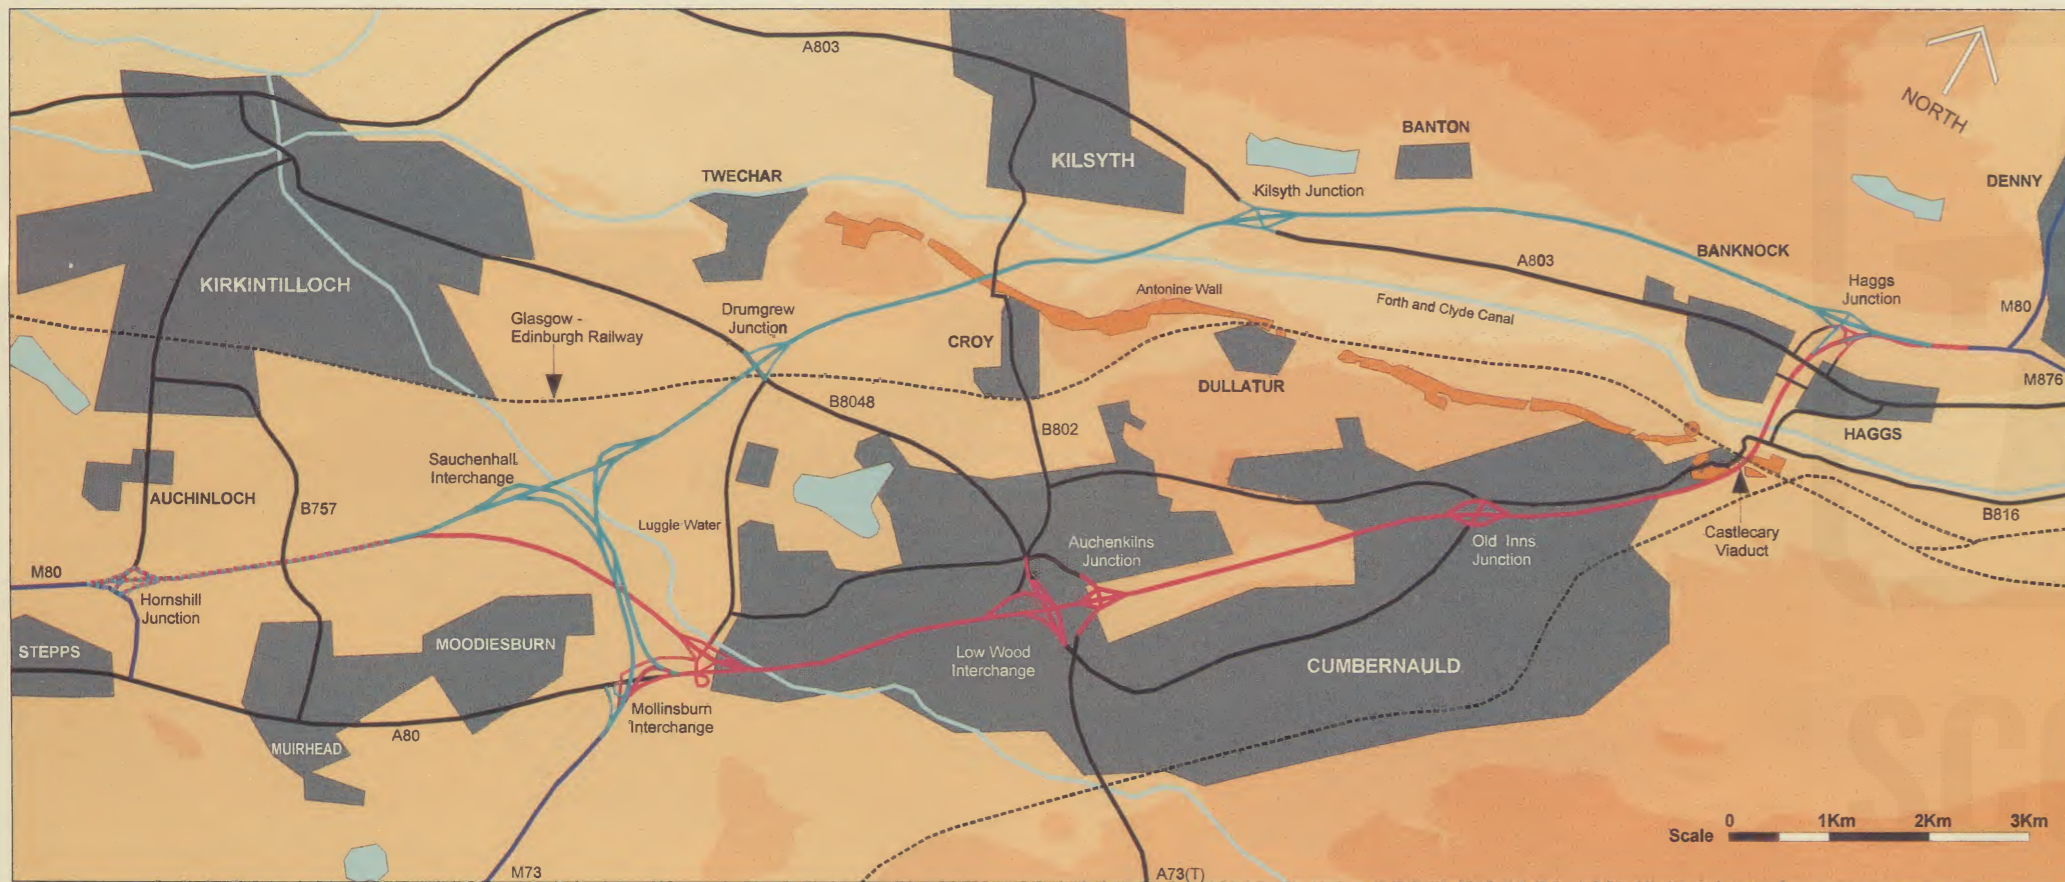 A803
NORTH
BANTON
KILSYTH
TWECHAR
Kilsyth Junction
DENNY
BANKNOCK
A803
KIRKINTILLOCH
Haggs
Junction
Antonine Wall
Forth and Clyde Canal
M80
Glasgow -
Edinburgh Railway
Drumgrew
Junction
CROY
DULLATUR
M876
B8048
B802
HAGGS
Sauchenhall
Interchange
AUCHINLOCH
B757
Luggie Water
B816
Castlecary
Viaduct
Old Inns
Junction
Auchenkilns
Junction
M80
Hornshill
Junction
STEPPS
MOODIESBURN
Low Wood
Interchange
CUMBERNAULD
Mollinsburn
Interchange
A80
MUIRHEAD
M73
A73(T)
SC
Scale 0 1Km 2Km 3Km